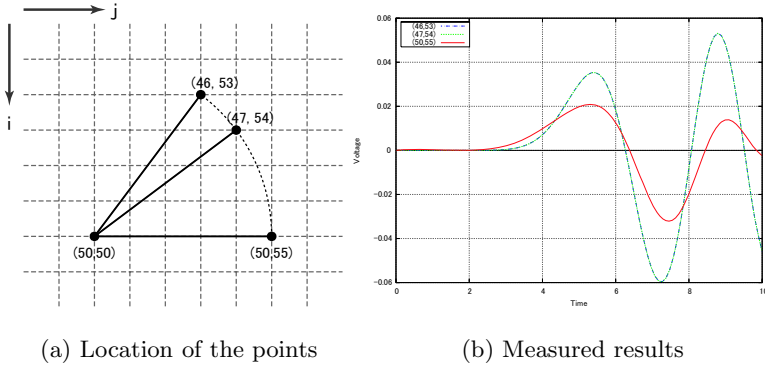 j
i
(46, 53)
(47, 54)
(50,50)
(50,55)
(a) Location of the points
(46,53)
(47,54)
(50,55)
0.06
0.04
0.02
0
-0.02
-0.04
-0.06
Voltage
0 2 4 6 8 10
Time
(b) Measured results